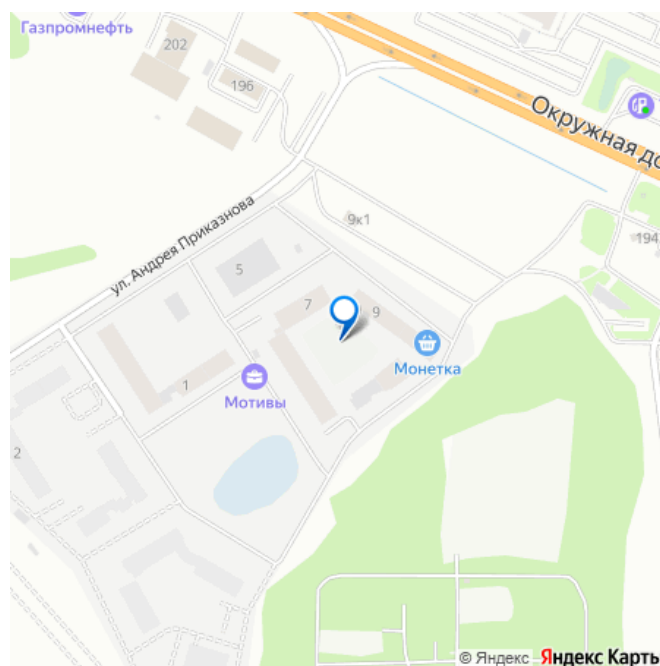 Газпромнефть
202
196
Окружная до
9к1
194
ул. Андрея Приказнова
5
7
9
Монетка
1
Мотивы
2
© Яндекс Яндекс Карты